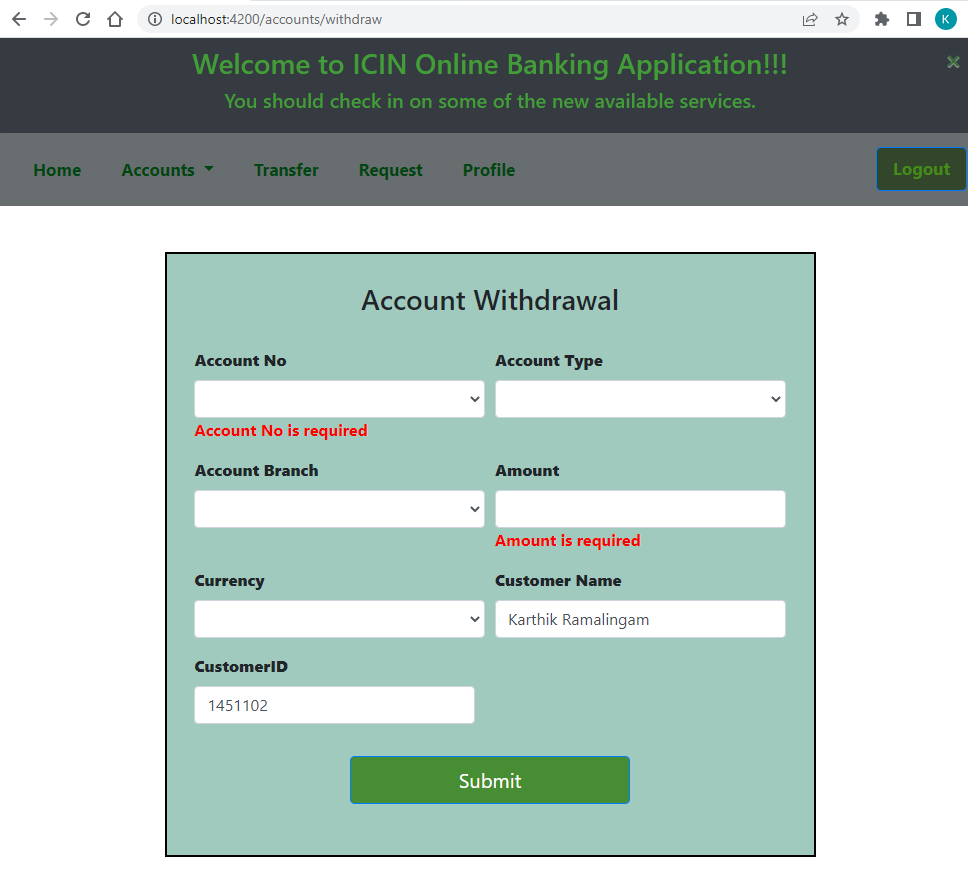 localhost:4200/accounts/withdraw
K
Welcome to ICIN Online Banking Application!!!
×
You should check in on some of the new available services.
Home Accounts Transfer Request Profile Logout
Account Withdrawal
Account No Account Type
Account No is required
Account Branch Amount
Amount is required
Currency Customer Name
Karthik Ramalingam
CustomerID
1451102
Submit